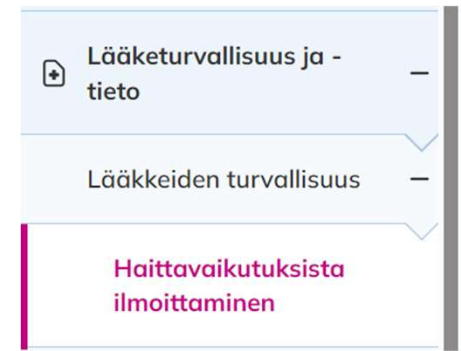 Lääketurvallisuus ja -
tieto
Lääkkeiden turvallisuus
Haittavaikutuksista
ilmoittaminen